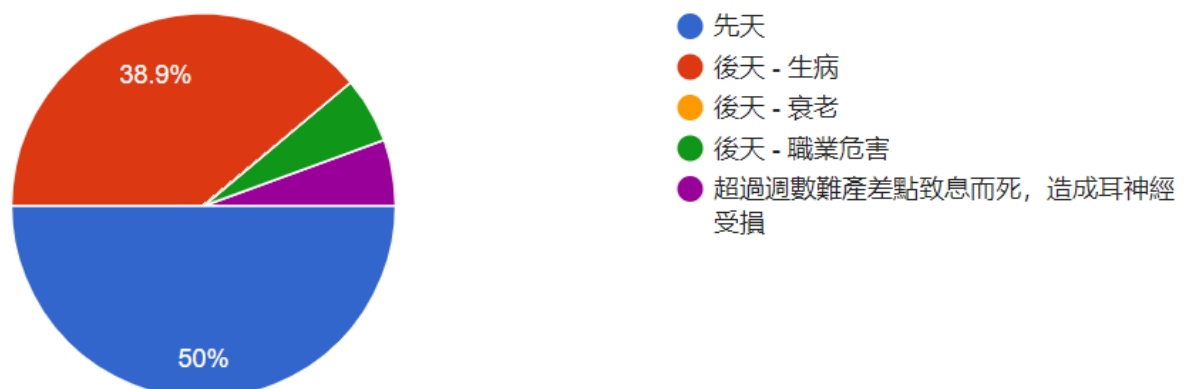 38.9%
50%
先天
後天 - 生病
後天 - 衰老
後天 - 職業危害
超過週數難產差點致息而死，造成耳神經
受損